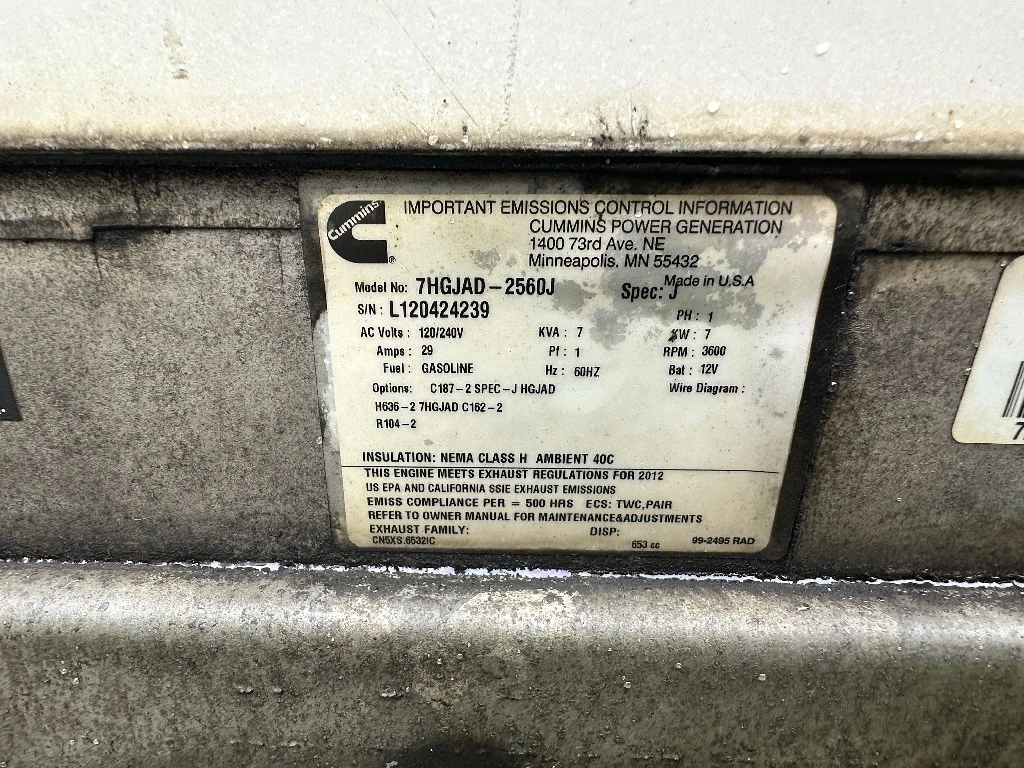 Cummins
IMPORTANT EMISSIONS CONTROL INFORMATION
CUMMINS POWER GENERATION
1400 73rd Ave. NE
Minneapolis, MN 55432
Made in U.S.A
Model No: 7HGJAD-2560J Spec: J
S/N: L120424239 PH: 1
AC Volts: 120/240V KVA: 7 KW: 7
Amps: 29 Pf: 1 RPM: 3600
Fuel: GASOLINE Hz: 60HZ Bat: 12V
Options: C187-2 SPEC-J HGJAD Wire Diagram:
H636-2 7HGJAD C162-2
R104-2
INSULATION: NEMA CLASS H AMBIENT 40C
THIS ENGINE MEETS EXHAUST REGULATIONS FOR 2012
US EPA AND CALIFORNIA SSIE EXHAUST EMISSIONS
EMISS COMPLIANCE PER = 500 HRS ECS: TWC,PAIR
REFER TO OWNER MANUAL FOR MAINTENANCE&ADJUSTMENTS
EXHAUST FAMILY: DISP:
CN5XS.6532IC 653 cc 99-2495 RAD
7